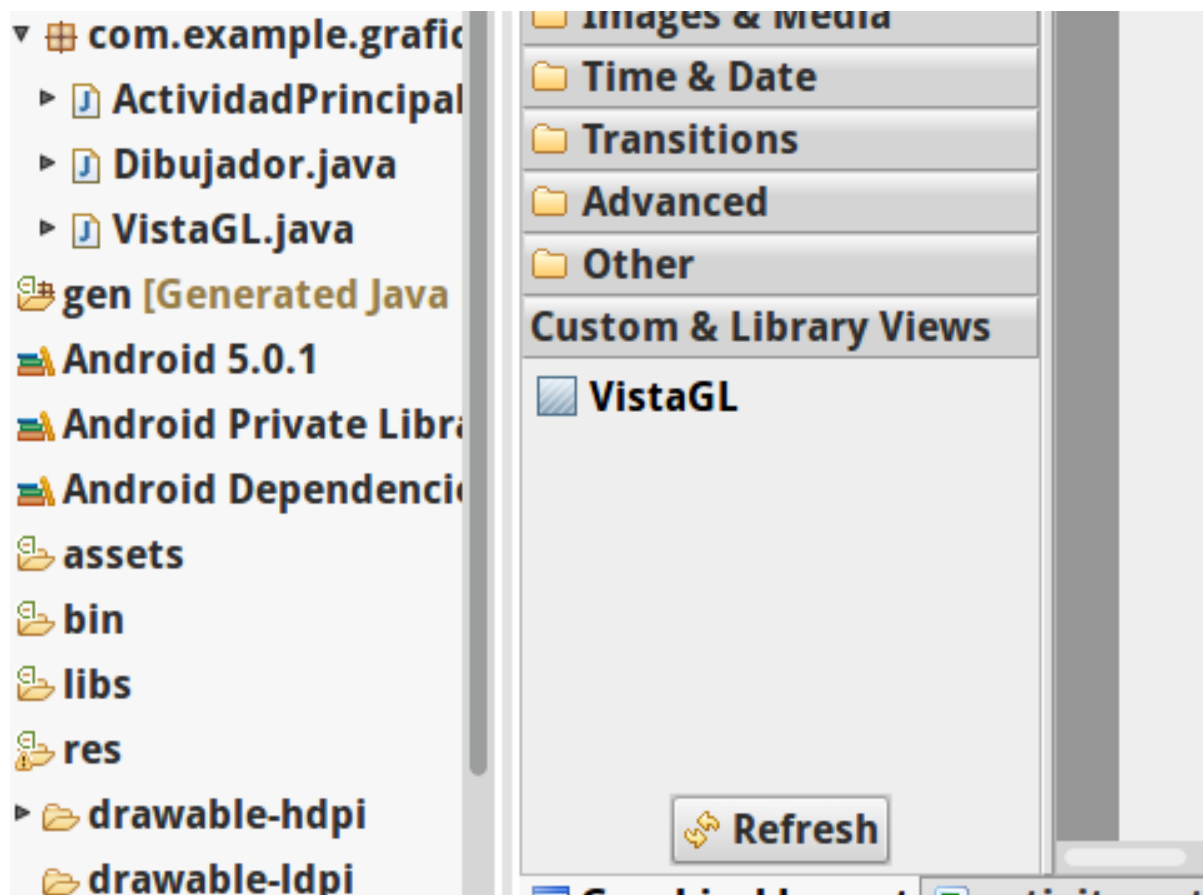 com.example.grafic
ActividadPrincipal
Dibujador.java
VistaGL.java
gen [Generated Java
Android 5.0.1
Android Private Libra
Android Dependencie
assets
bin
libs
res
drawable-hdpi
drawable-ldpi
Images & Media
Time & Date
Transitions
Advanced
Other
Custom & Library Views
VistaGL
Refresh